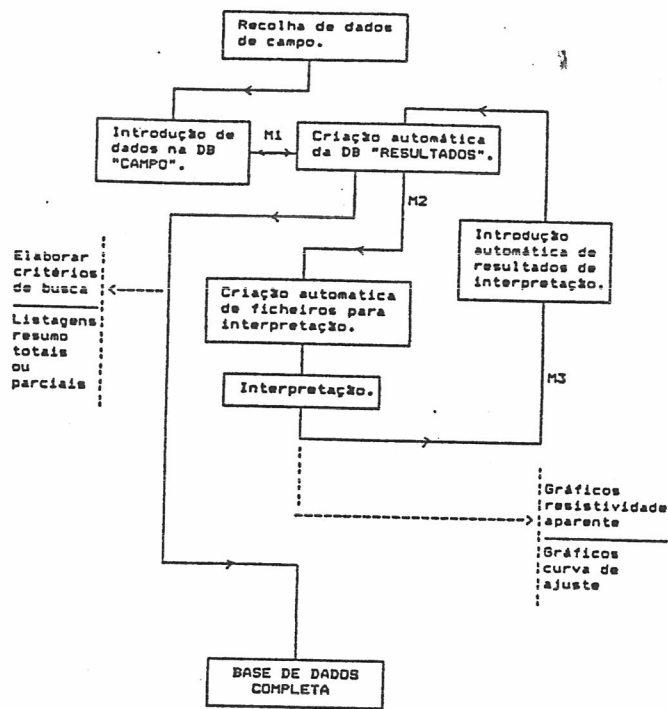 Recolha de dados
de campo.
Introdução de
dados na DB
"CAMPO".
M1
Criação automática
da DB "RESULTADOS".
M2
Introdução
automática de
resultados de
interpretação.
Elaborar
critérios
de busca
Listagens
resumo
totais
ou
parciais
Criação automatica
de ficheiros para
interpretação.
Interpretação.
M3
Gráficos
resistividade
aparente
Gráficos
curva de
ajuste
BASE DE DADOS
COMPLETA